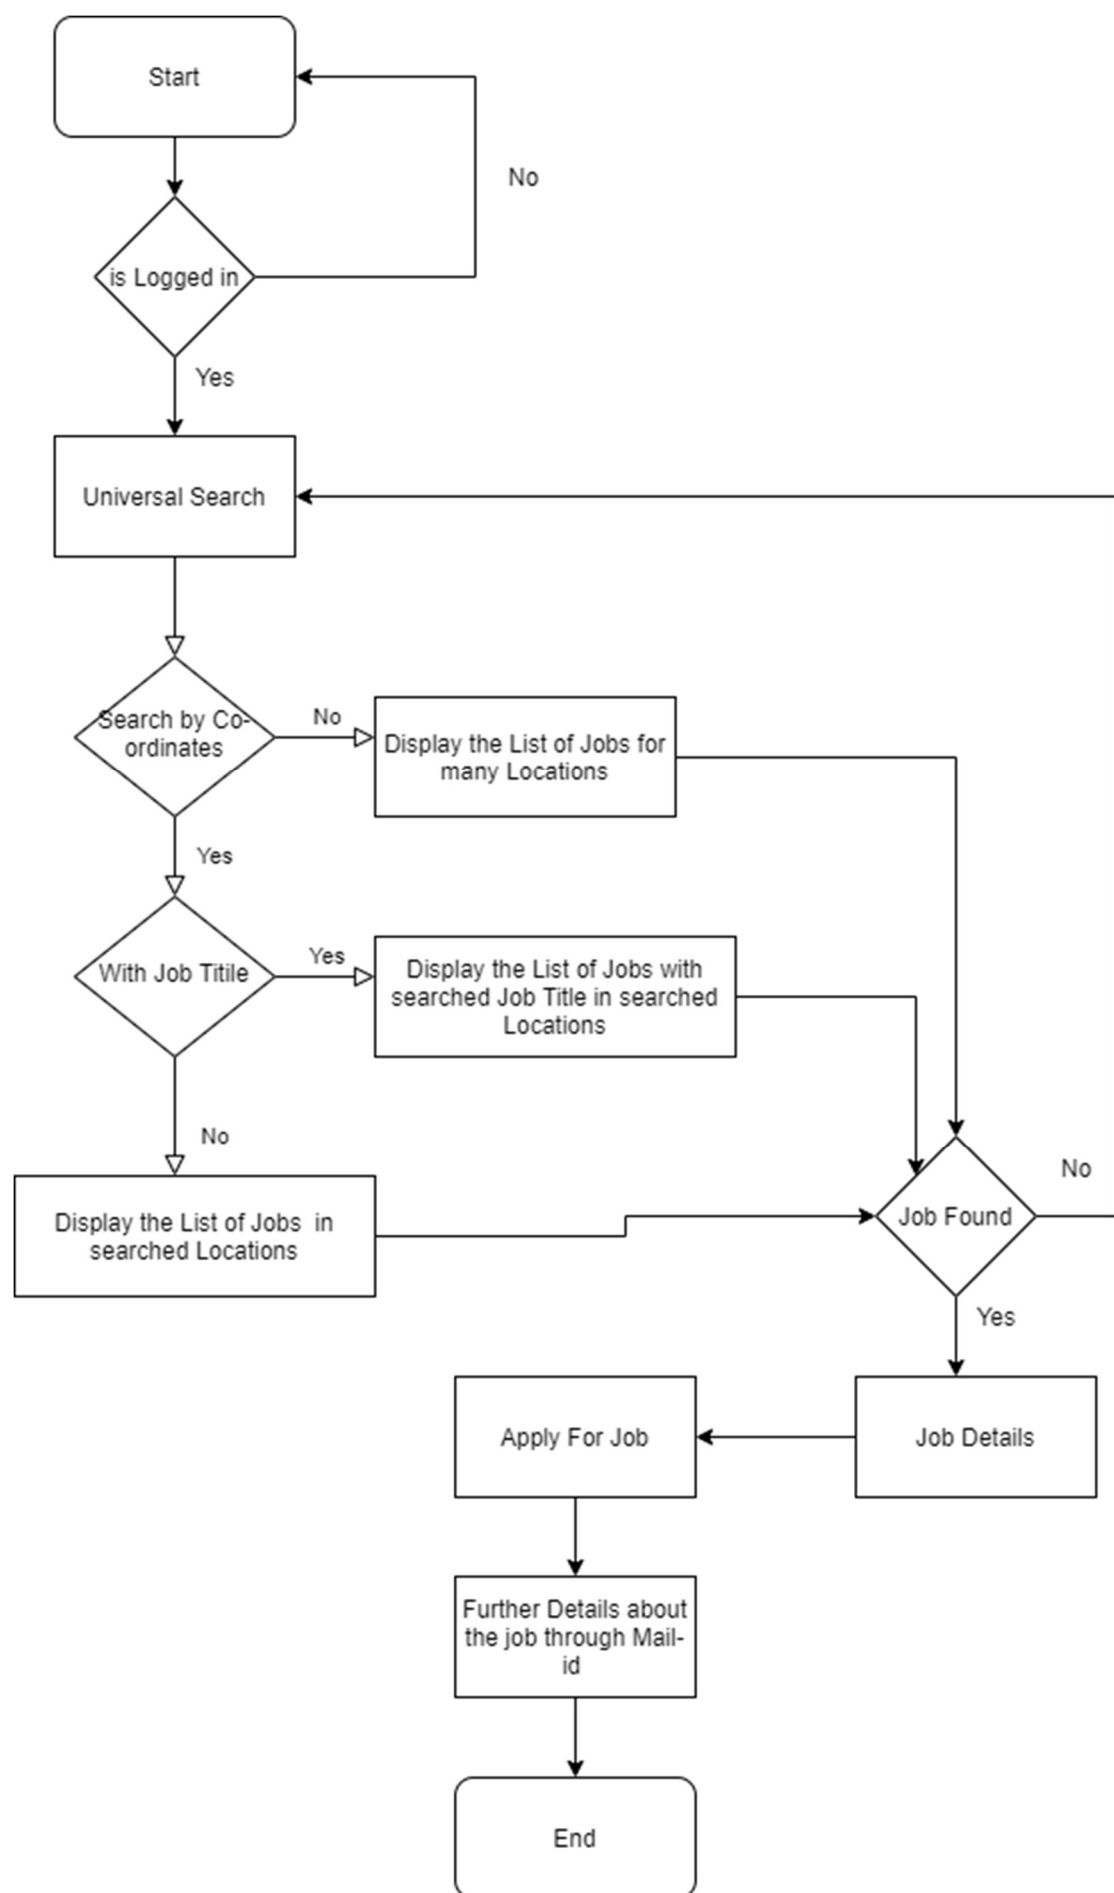 Start
No
is Logged in
Yes
Universal Search
Search by Co-
ordinates
No
Display the List of Jobs for
many Locations
Yes
With Job Titile
Yes
Display the List of Jobs with
searched Job Title in searched
Locations
No
Display the List of Jobs  in
searched Locations
Job Found
No
Yes
Apply For Job
Job Details
Further Details about
the job through Mail-
id
End